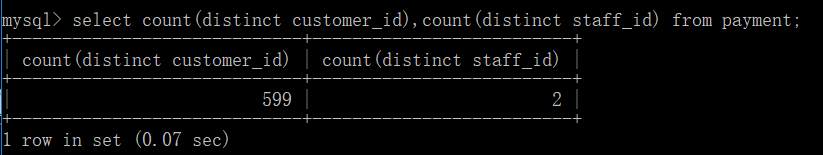 mysql> select count(distinct customer_id),count(distinct staff_id) from payment;
+-----------------------------+--------------------------+
| count(distinct customer_id) | count(distinct staff_id) |
+-----------------------------+--------------------------+
|                         599 |                        2 |
+-----------------------------+--------------------------+
1 row in set (0.07 sec)